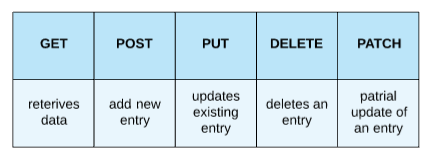 GET
POST
PUT
DELETE
PATCH
reterives
data
add new
entry
updates
existing
entry
deletes an
entry
patrial
update of
an entry